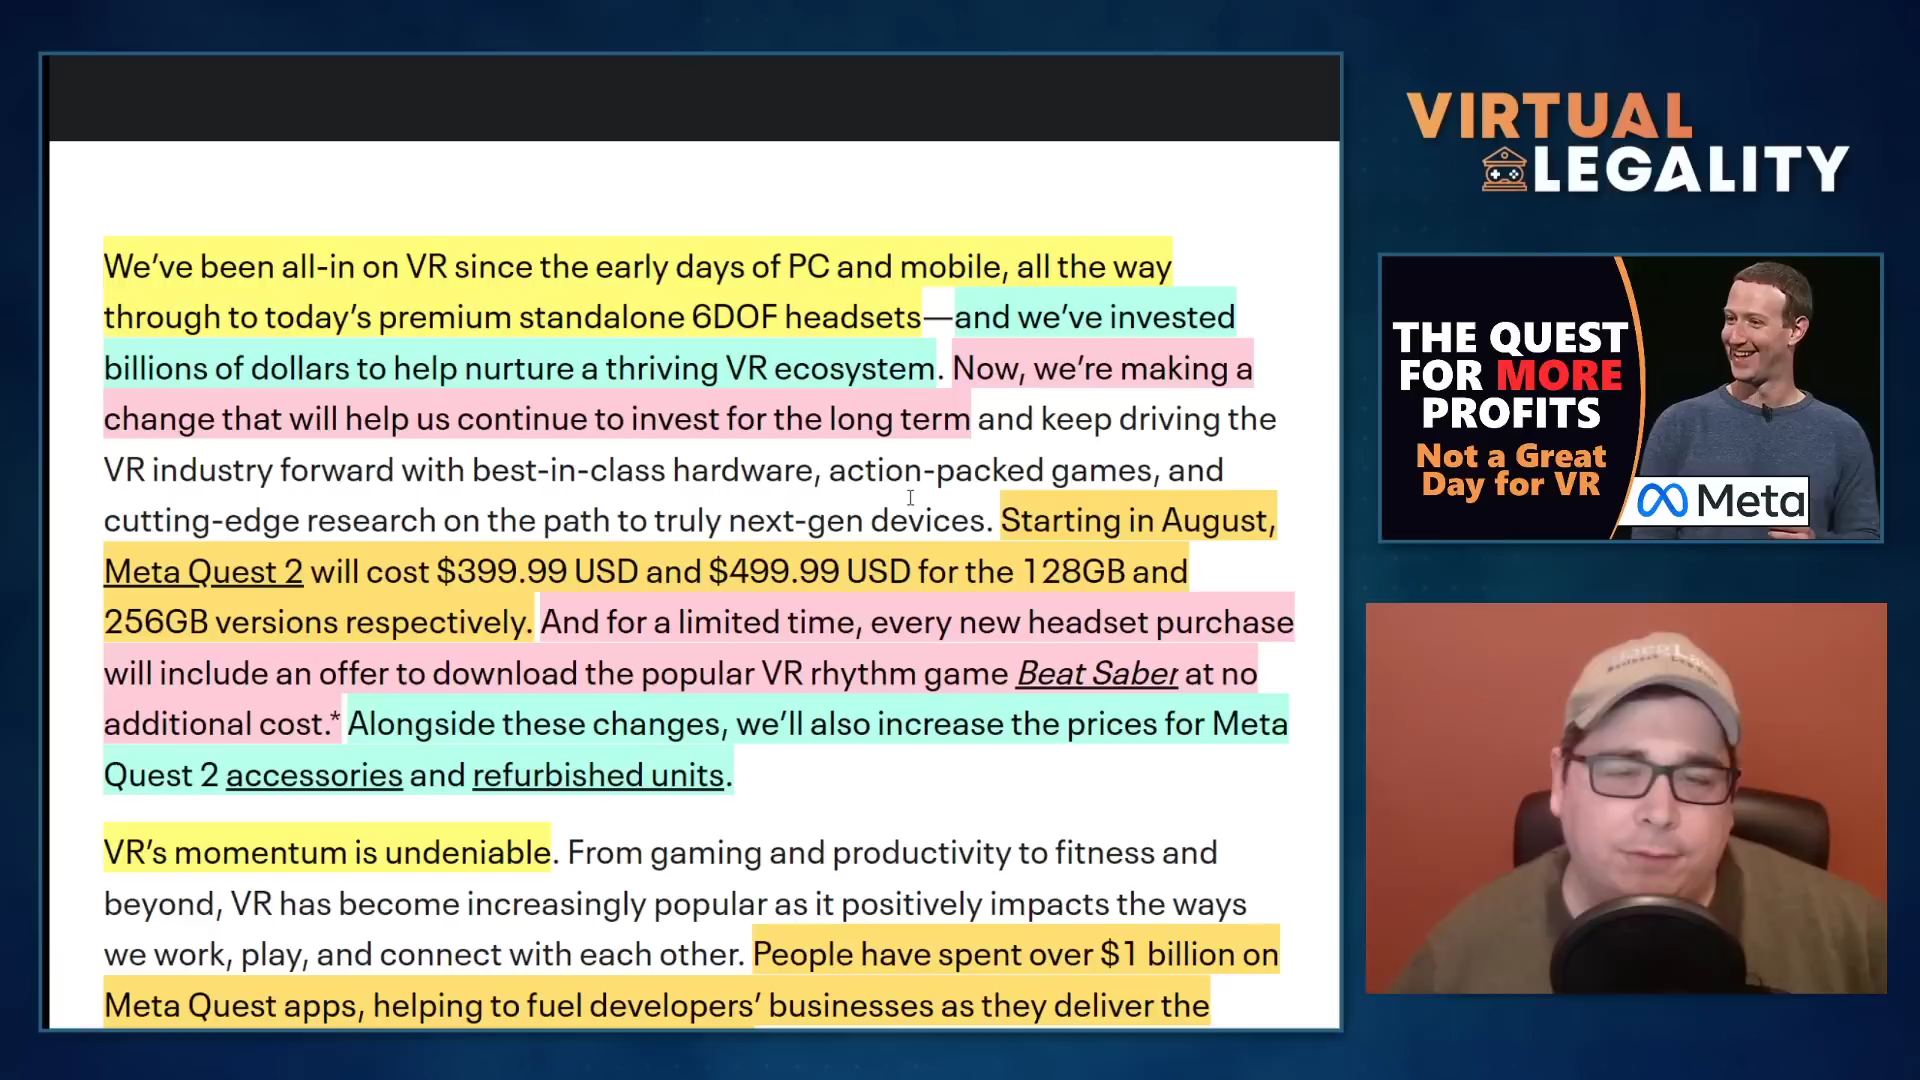 We’ve been all-in on VR since the early days of PC and mobile, all the way
through to today’s premium standalone 6DOF headsets—and we’ve invested
billions of dollars to help nurture a thriving VR ecosystem. Now, we’re making a
change that will help us continue to invest for the long term and keep driving the
VR industry forward with best-in-class hardware, action-packed games, and
cutting-edge research on the path to truly next-gen devices. Starting in August,
Meta Quest 2 will cost $399.99 USD and $499.99 USD for the 128GB and
256GB versions respectively. And for a limited time, every new headset purchase
will include an offer to download the popular VR rhythm game Beat Saber at no
additional cost.* Alongside these changes, we’ll also increase the prices for Meta
Quest 2 accessories and refurbished units.
VR’s momentum is undeniable. From gaming and productivity to fitness and
beyond, VR has become increasingly popular as it positively impacts the ways
we work, play, and connect with each other. People have spent over $1 billion on
Meta Quest apps, helping to fuel developers’ businesses as they deliver the
VIRTUAL
LEGALITY
THE QUEST
FOR MORE
PROFITS
Not a Great
Day for VR
Meta